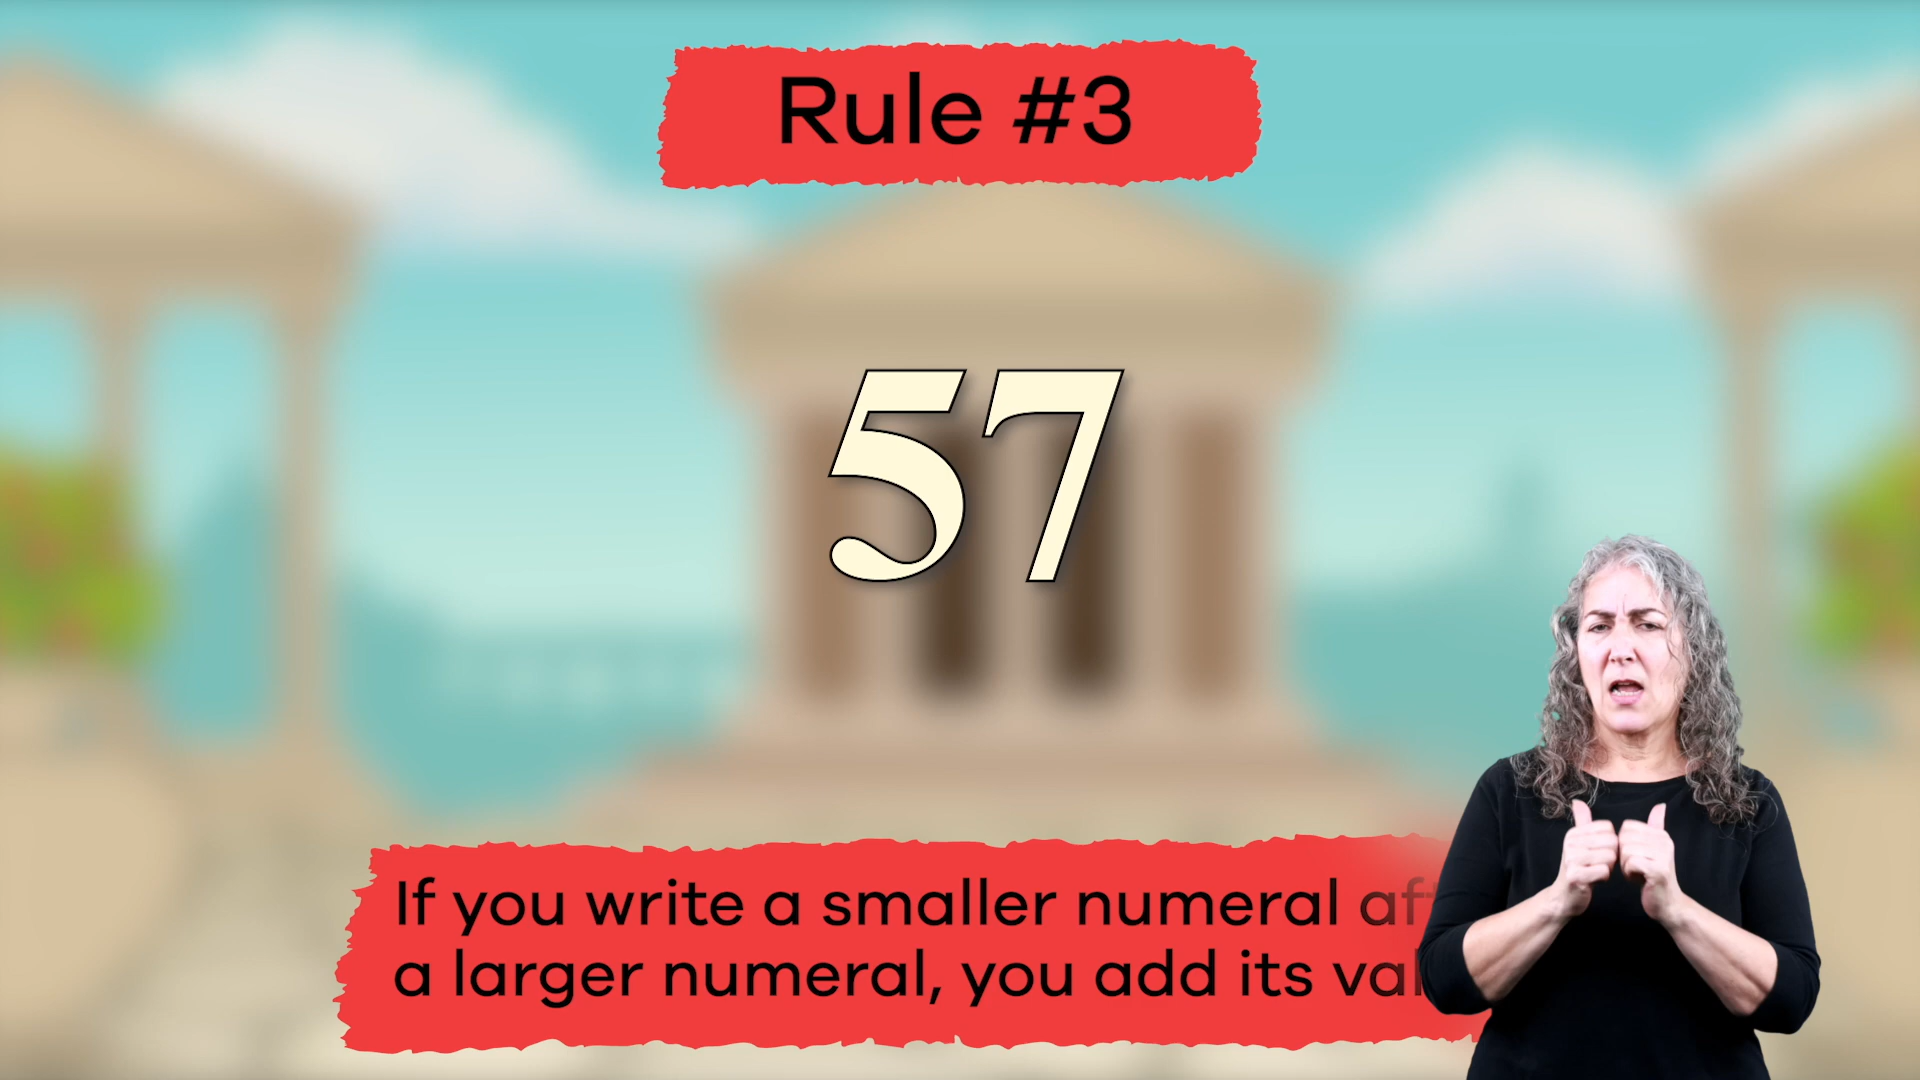 Rule #3
57
If you write a smaller numeral
a larger numeral, you add its